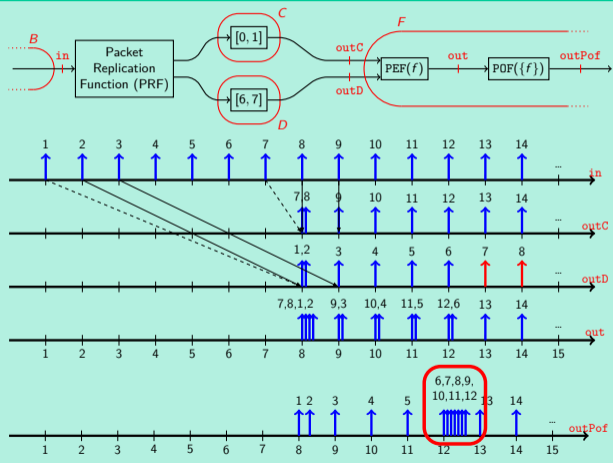 B
in
Packet
Replication
Function (PRF)
C
[0, 1]
[6, 7]
D
outC
outD
F
PEF(f)
out
POF({f})
outPof
1 2 3 4 5 6 7 8 9 10 11 12 13 14 ...
in
7,8 9 10 11 12 13 14 ...
outC
1,2 3 4 5 6 7 8 ...
outD
7,8,1,2 9,3 10,4 11,5 12,6 13 14 ...
out
1 2 3 4 5 6 7 8 9 10 11 12 13 14 15
6,7,8,9,
10,11,12
1 2 3 4 5 13 14 ...
outPof
1 2 3 4 5 6 7 8 9 10 11 12 13 14 15